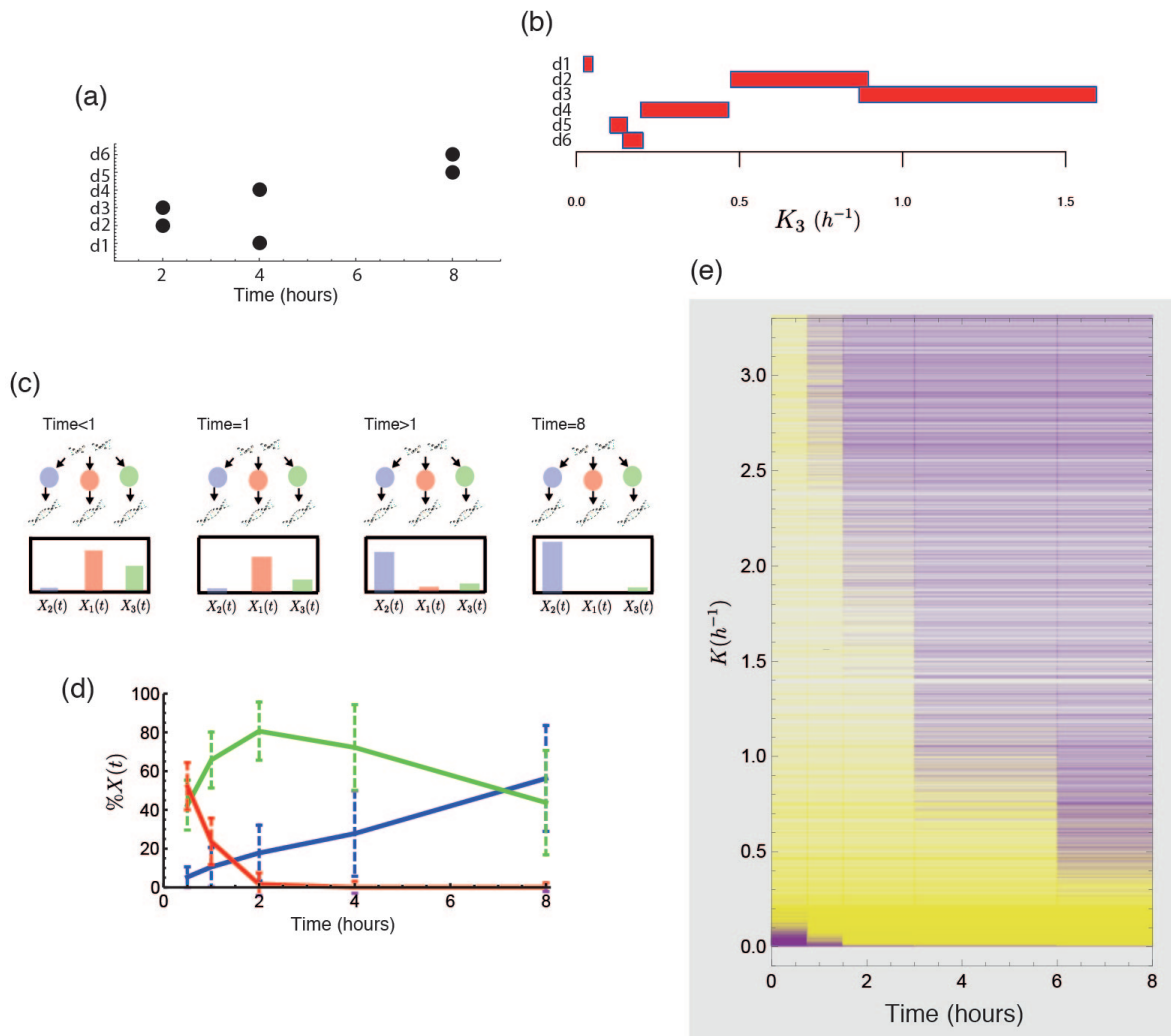 (a)
d6
d5
d4
d3
d2
d1
2 4 6 8
Time (hours)
(b)
d1
d2
d3
d4
d5
d6
0.0 0.5 1.0 1.5
K₃ (h⁻¹)
(c)
Time<1 Time=1 Time>1 Time=8
X₂(t) X₁(t) X₃(t) X₂(t) X₁(t) X₃(t) X₂(t) X₁(t) X₃(t) X₂(t) X₁(t) X₃(t)
(d)
100
80
60
40
20
0
%X(t)
0 2 4 6 8
Time (hours)
(e)
3.0
2.5
2.0
1.5
1.0
0.5
0.0
K(h⁻¹)
0 2 4 6 8
Time (hours)